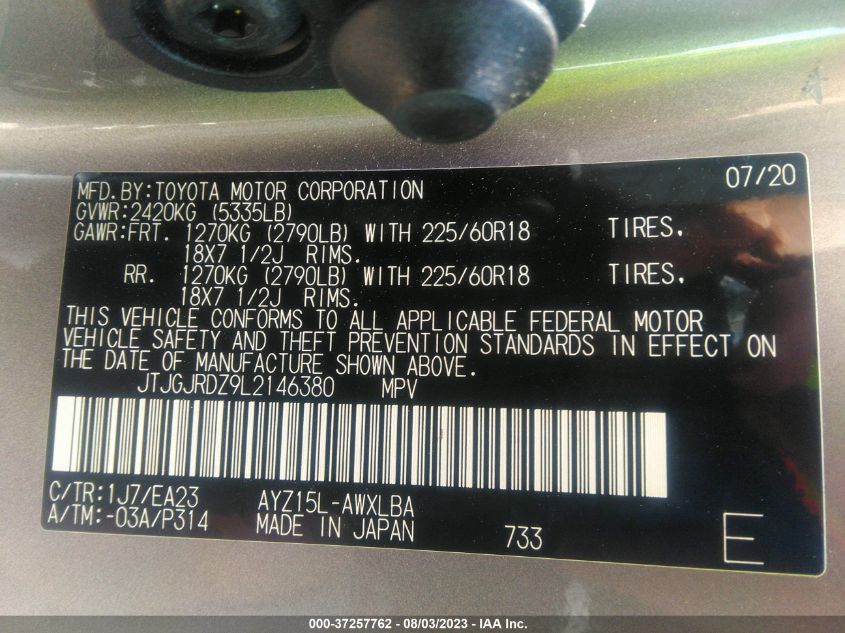 07/20
MFD.BY:TOYOTA MOTOR CORPORATION
GVWR:2420KG (5335LB)
GAWR:FRT. 1270KG (2790LB) WITH 225/60R18 TIRES,
18X7 1/2J RIMS.
RR. 1270KG (2790LB) WITH 225/60R18 TIRES,
18X7 1/2J RIMS.
THIS VEHICLE CONFORMS TO ALL APPLICABLE FEDERAL MOTOR
VEHICLE SAFETY AND THEFT PREVENTION STANDARDS IN EFFECT ON
THE DATE OF MANUFACTURE SHOWN ABOVE.
JTJGJRDZ9L2146380 MPV
C/TR:1J7/EA23 AYZ15L-AWXLBA
A/TM:-03A/P314 MADE IN JAPAN 733 E
000-37257762 - 08/03/2023 - IAA Inc.